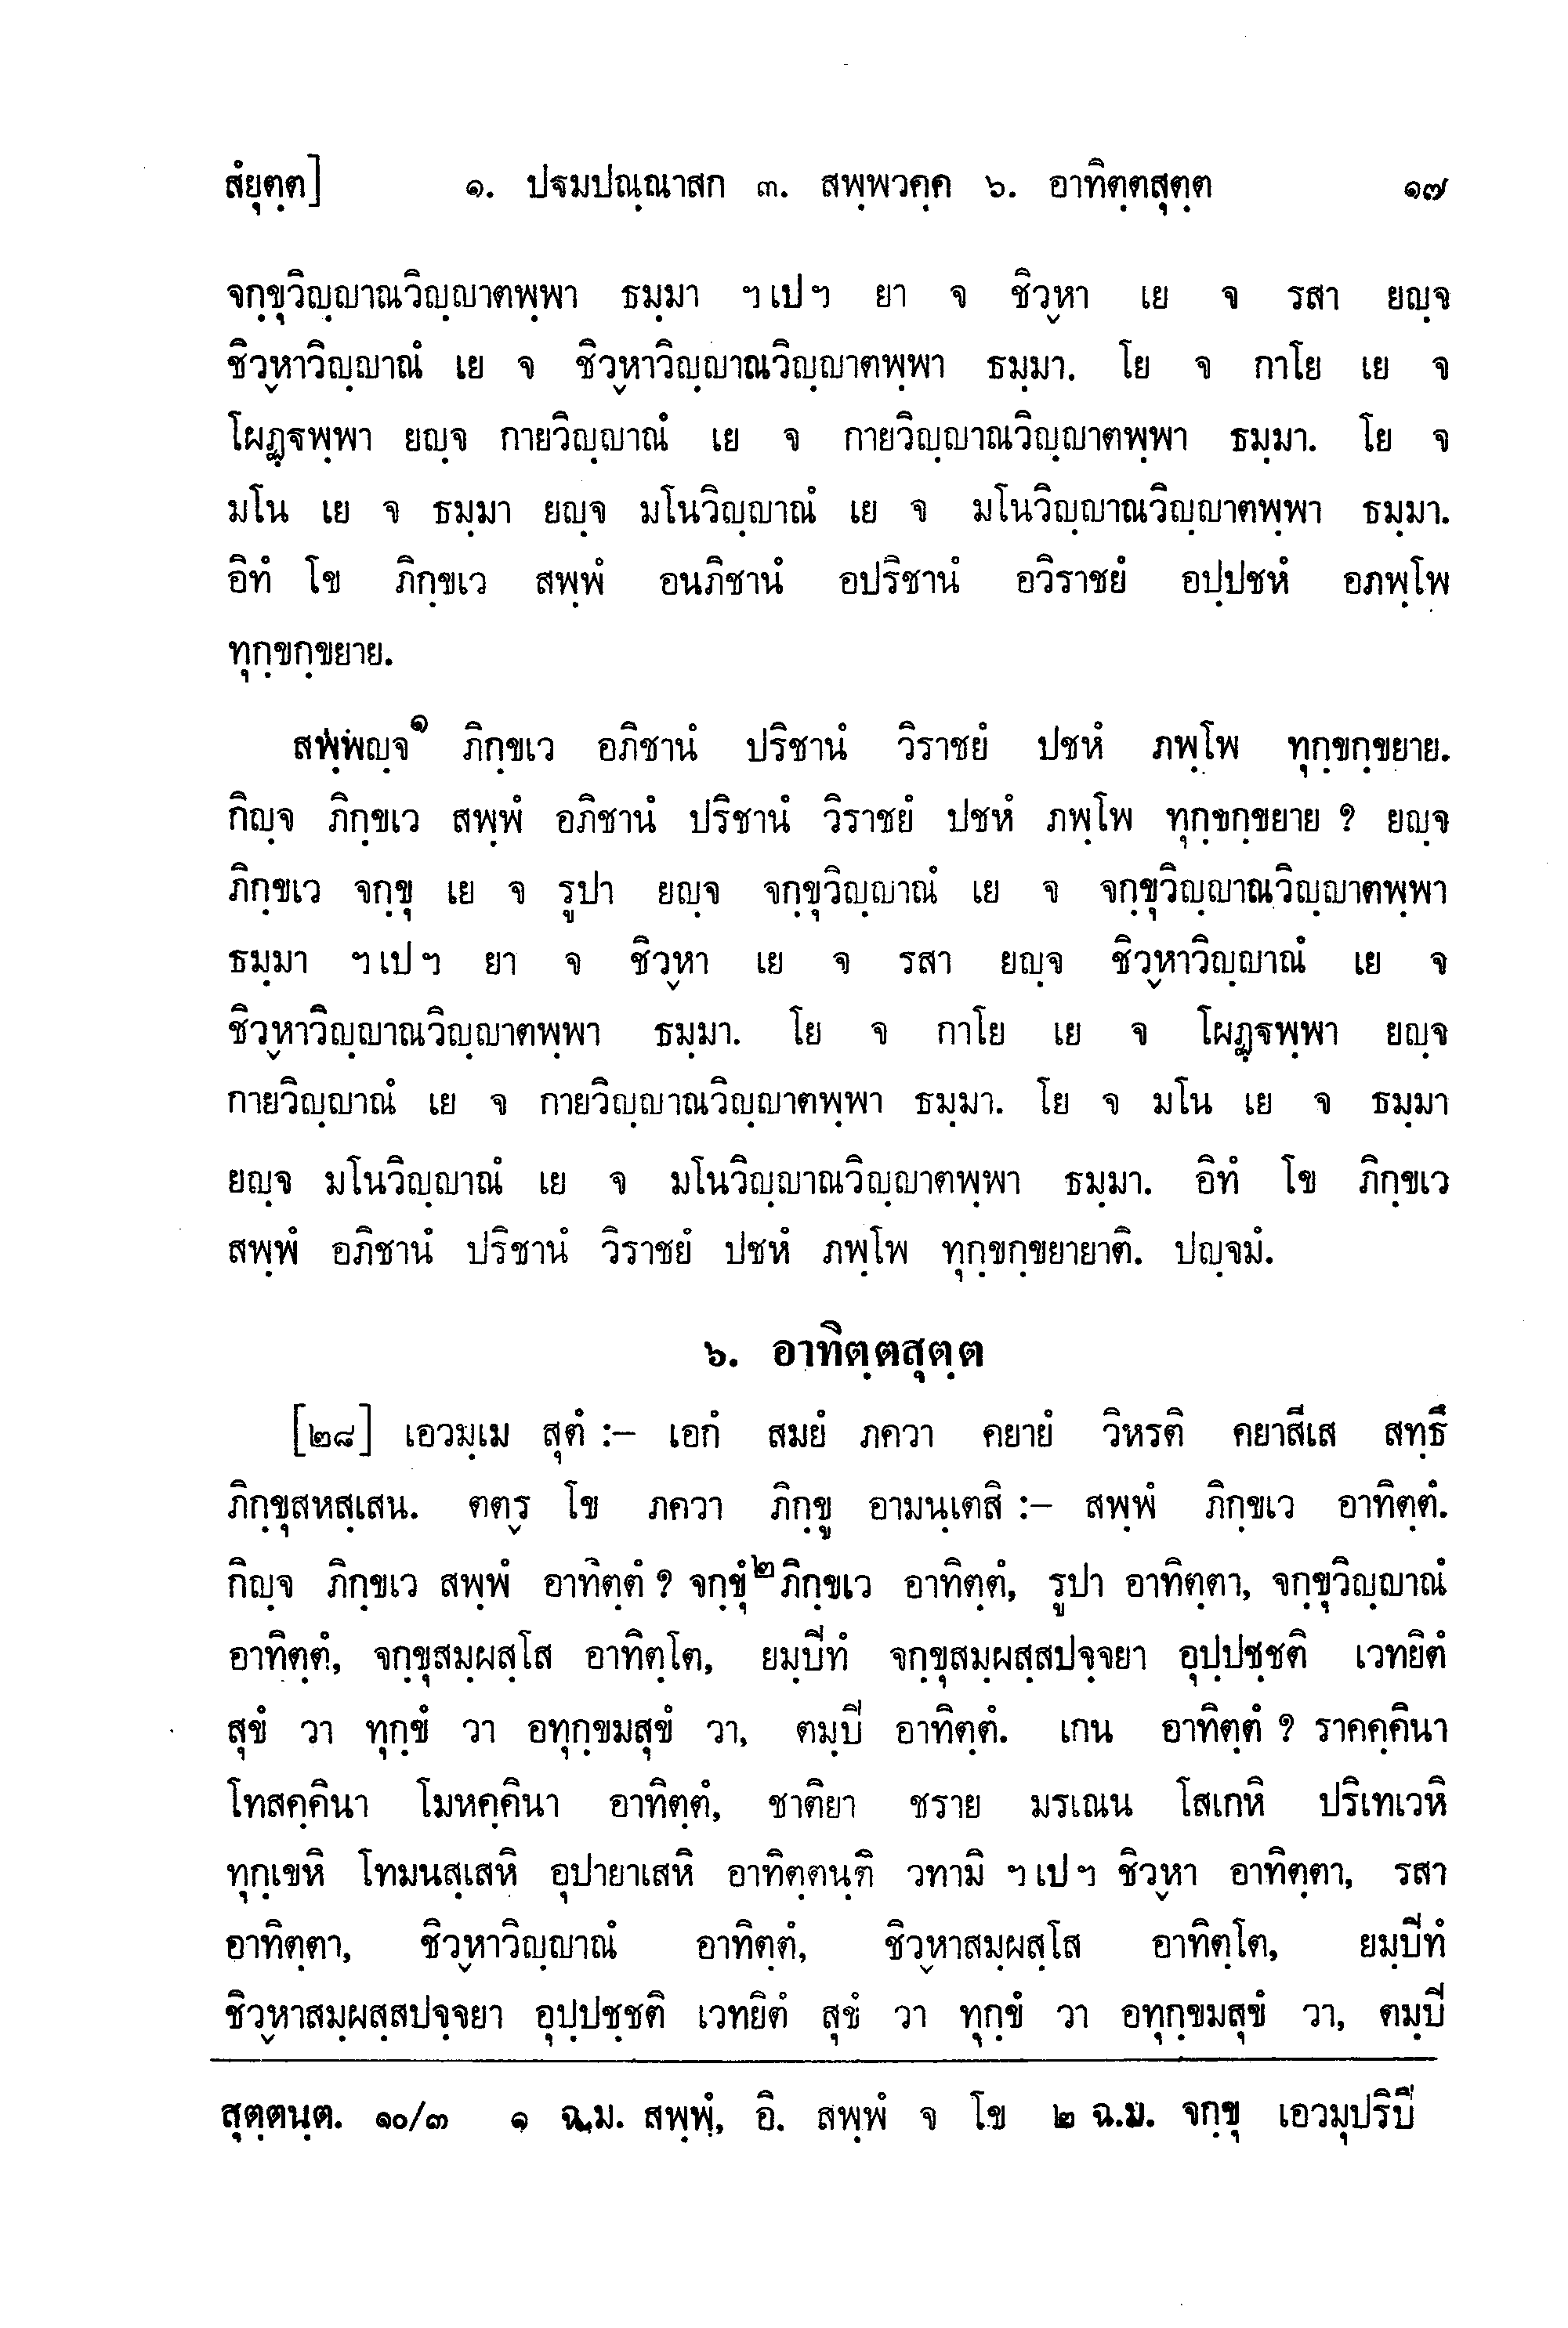 สํยุตฺต] ๑. ปฐมปณฺณาสก ๓. สพฺพวคฺค ๖. อาทิตฺตสุตฺต ๑๗
จกฺขุวิญฺญาณวิญฺญาตพฺพา ธมฺมา ฯเปฯ ยา จ ชิวฺหา เย จ รสา ยญฺจ
ชิวฺหาวิญฺญาณํ เย จ ชิวฺหาวิญฺญาณวิญฺญาตพฺพา ธมฺมา. โย จ กาโย เย จ
โผฏฺฐพฺพา ยญฺจ กายวิญฺญาณํ เย จ กายวิญฺญาณวิญฺญาตพฺพา ธมฺมา. โย จ
มโน เย จ ธมฺมา ยญฺจ มโนวิญฺญาณํ เย จ มโนวิญฺญาณวิญฺญาตพฺพา ธมฺมา.
อิทํ โข ภิกฺขเว สพฺพํ อนภิชานํ อปริชานํ อวิราชยํ อปฺปชหํ อภพฺโพ
ทุกฺขกฺขยาย.
สพฺพํญฺจ๑ ภิกฺขเว อภิชานํ ปริชานํ วิราชยํ ปชหํ ภพฺโพ ทุกฺขกฺขยาย.
กิญฺจ ภิกฺขเว สพฺพํ อภิชานํ ปริชานํ วิราชยํ ปชหํ ภพฺโพ ทุกฺขกฺขยาย ? ยญฺจ
ภิกฺขเว จกฺขุ เย จ รูปา ยญฺจ จกฺขุวิญฺญาณํ เย จ จกฺขุวิญฺญาณวิญฺญาตพฺพา
ธมฺมา ฯเปฯ ยา จ ชิวฺหา เย จ รสา ยญฺจ ชิวฺหาวิญฺญาณํ เย จ
ชิวฺหาวิญฺญาณวิญฺญาตพฺพา ธมฺมา. โย จ กาโย เย จ โผฏฺฐพฺพา ยญฺจ
กายวิญฺญาณํ เย จ กายวิญฺญาณวิญฺญาตพฺพา ธมฺมา. โย จ มโน เย จ ธมฺมา
ยญฺจ มโนวิญฺญาณํ เย จ มโนวิญฺญาณวิญฺญาตพฺพา ธมฺมา. อิทํ โข ภิกฺขเว
สพฺพํ อภิชานํ ปริชานํ วิราชยํ ปชหํ ภพฺโพ ทุกฺขกฺขยายาติ. ปญฺจมํ.
๖. อาทิตฺตสุตฺต
[๒๘] เอวมฺเม สุตํ :– เอกํ สมยํ ภควา คยายํ วิหรติ คยาสีเส สทฺธึ
ภิกฺขุสหสฺเสน. ตตฺร โข ภควา ภิกฺขู อามนฺเตสิ :– สพฺพํ ภิกฺขเว อาทิตฺตํ.
กิญฺจ ภิกฺขเว สพฺพํ อาทิตฺตํ ? จกฺขุํ๒ ภิกฺขเว อาทิตฺตํ, รูปา อาทิตฺตา, จกฺขุวิญฺญาณํ
อาทิตฺตํ, จกฺขุสมฺผสฺโส อาทิตฺโต, ยมฺปีทํ จกฺขุสมฺผสฺสปจฺจยา อุปฺปชฺชติ เวทยิตํ
สุขํ วา ทุกฺขํ วา อทุกฺขมสุขํ วา, ตมฺปิ อาทิตฺตํ. เกน อาทิตฺตํ ? ราคคฺคินา
โทสคฺคินา โมหคฺคินา อาทิตฺตํ, ชาติยา ชราย มรเณน โสเกหิ ปริเทเวหิ
ทุกฺเขหิ โทมนสฺเสหิ อุปายาเสหิ อาทิตฺตนฺติ วทามิ ฯเปฯ ชิวฺหา อาทิตฺตา, รสา
อาทิตฺตา, ชิวฺหาวิญฺญาณํ อาทิตฺตํ, ชิวฺหาสมฺผสฺโส อาทิตฺโต, ยมฺปีทํ
ชิวฺหาสมฺผสฺสปจฺจยา อุปฺปชฺชติ เวทยิตํ สุขํ วา ทุกฺขํ วา อทุกฺขมสุขํ วา, ตมฺปิ
สุตฺตนฺต. ๑๐/๓ ๑ ฉ.ม. สพฺพํ, อิ. สพฺพํ จ โข ๒ ฉ.ม. จกฺขุ เอวมุปริปิ